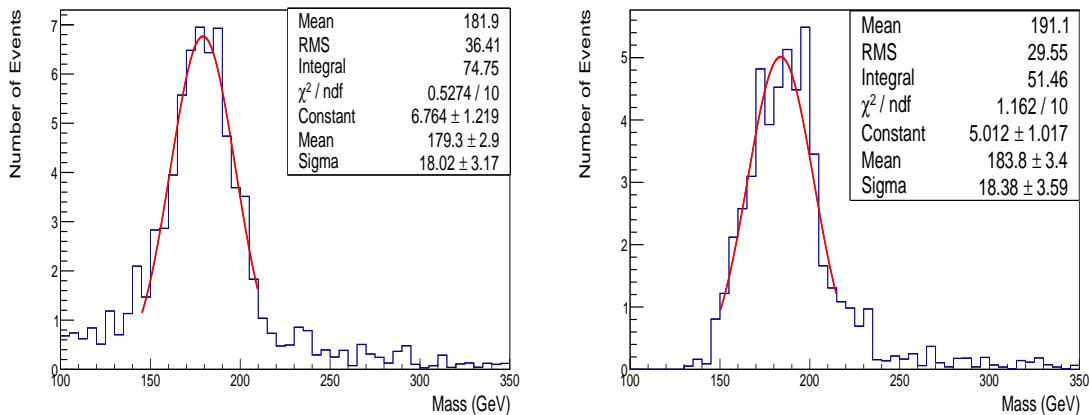 Number of Events
7
6
5
4
3
2
1
0
100 150 200 250 300 350
Mass (GeV)
Mean 181.9
RMS 36.41
Integral 74.75
χ² / ndf 0.5274 / 10
Constant 6.764 ± 1.219
Mean 179.3 ± 2.9
Sigma 18.02 ± 3.17
Number of Events
5
4
3
2
1
0
100 150 200 250 300 350
Mass (GeV)
Mean 191.1
RMS 29.55
Integral 51.46
χ² / ndf 1.162 / 10
Constant 5.012 ± 1.017
Mean 183.8 ± 3.4
Sigma 18.38 ± 3.59